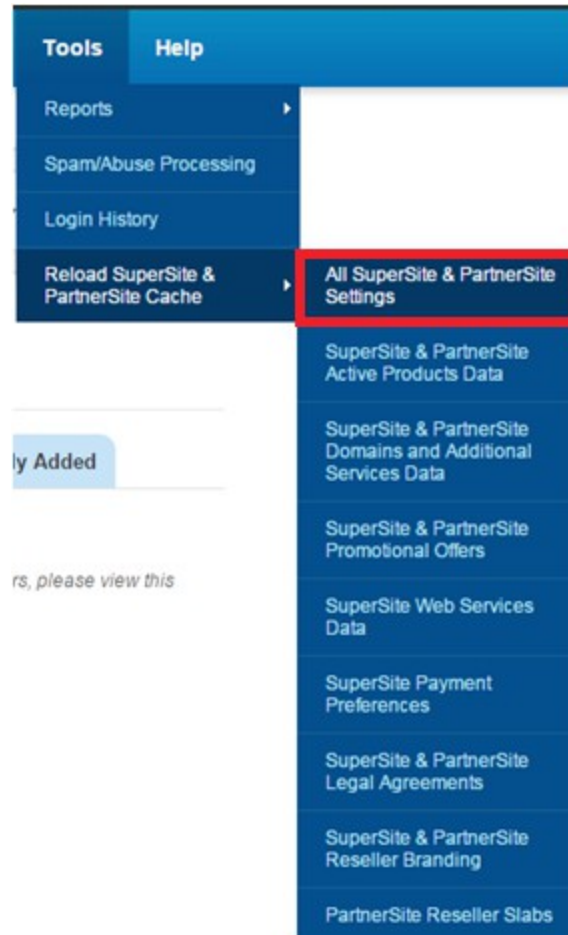 Tools Help
Reports
Spam/Abuse Processing
Login History
Reload SuperSite &
PartnerSite Cache
All SuperSite & PartnerSite
Settings
SuperSite & PartnerSite
Active Products Data
SuperSite & PartnerSite
Domains and Additional
Services Data
ly Added
SuperSite & PartnerSite
Promotional Offers
rs, please view this
SuperSite Web Services
Data
SuperSite Payment
Preferences
SuperSite & PartnerSite
Legal Agreements
SuperSite & PartnerSite
Reseller Branding
PartnerSite Reseller Slabs